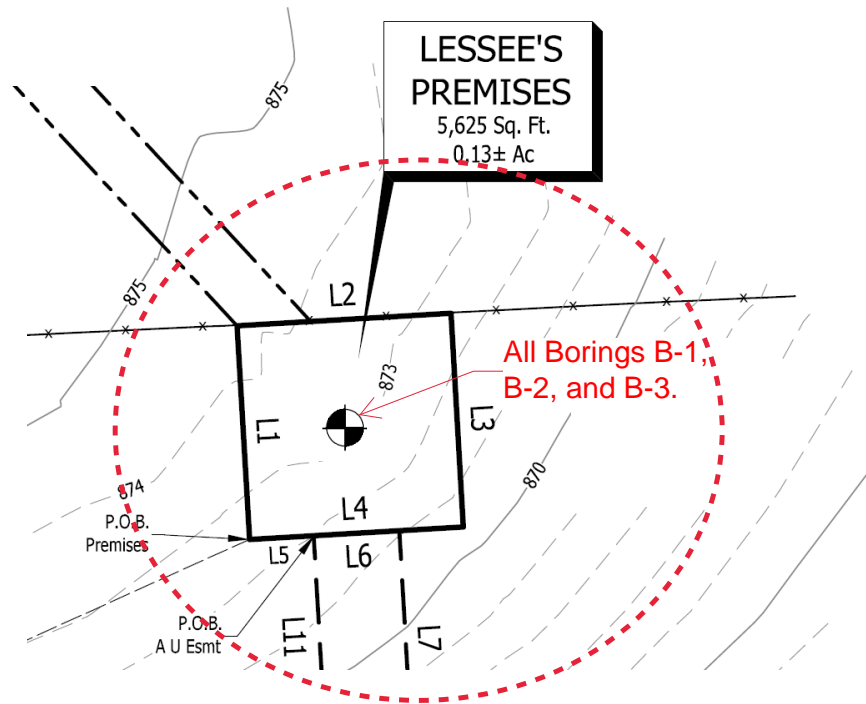 LESSEE'S
PREMISES
5,625 Sq. Ft.
0.13± Ac
875
875
L2
All Borings B-1,
B-2, and B-3.
873
L1
L3
870
874
L4
P.O.B.
Premises
L5
L6
P.O.B.
A U Esmt
L11
L7